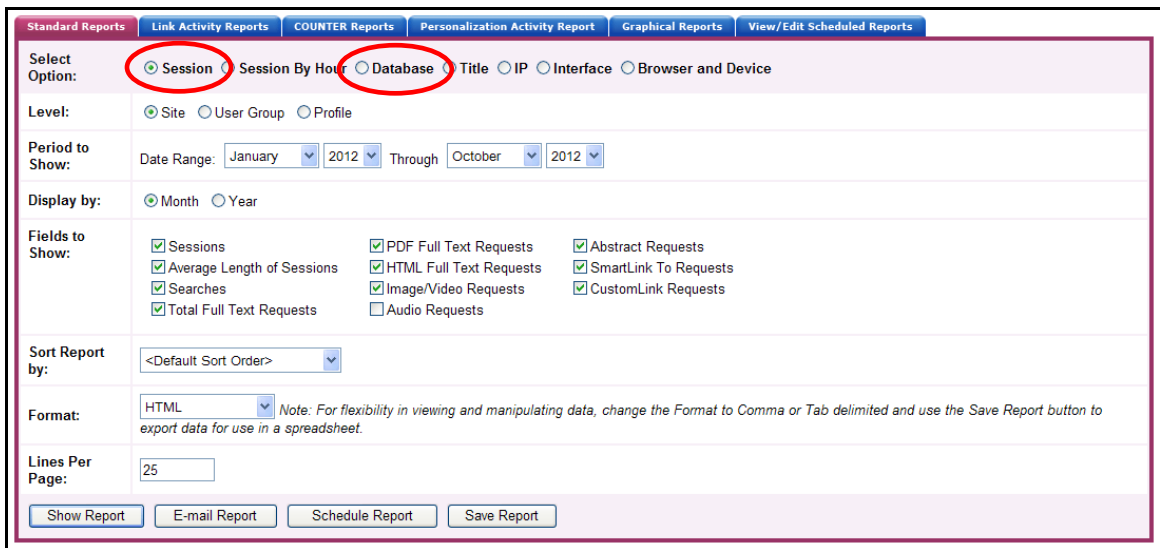 Standard Reports Link Activity Reports COUNTER Reports Personalization Activity Report Graphical Reports View/Edit Scheduled Reports
Select Option: Session Session By Hour Database Title IP Interface Browser and Device
Level: Site User Group Profile
Period to Show: Date Range: January 2012 Through October 2012
Display by: Month Year
Fields to Show:
Sessions PDF Full Text Requests Abstract Requests
Average Length of Sessions HTML Full Text Requests SmartLink To Requests
Searches Image/Video Requests CustomLink Requests
Total Full Text Requests Audio Requests
Sort Report by: <Default Sort Order>
Format: HTML Note: For flexibility in viewing and manipulating data, change the Format to Comma or Tab delimited and use the Save Report button to
export data for use in a spreadsheet.
Lines Per Page: 25
Show Report E-mail Report Schedule Report Save Report